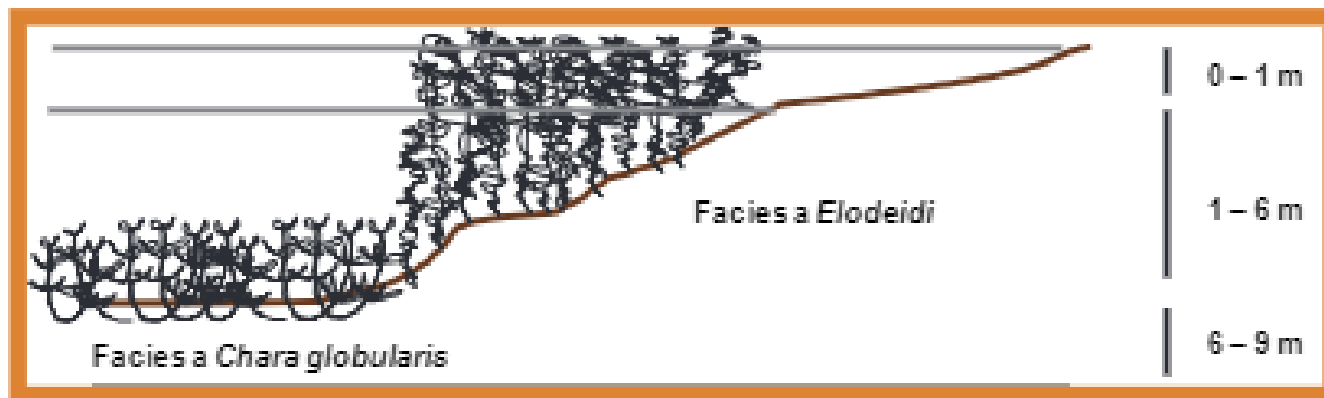 0 – 1 m
Facies a Elodeidi
1 – 6 m
Facies a Chara globularis
6 – 9 m